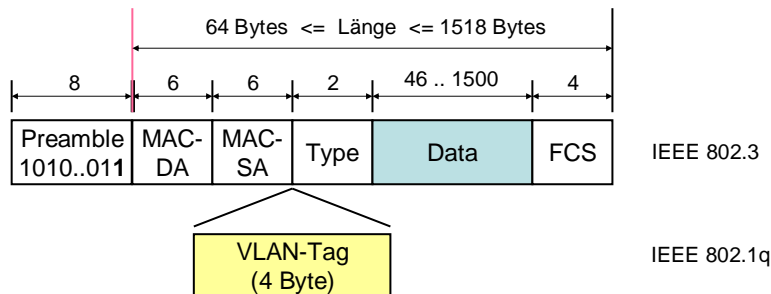 64 Bytes <= Länge <= 1518 Bytes
8 6 6 2 46 .. 1500 4
Preamble MAC- MAC- Type Data FCS IEEE 802.3
1010..011 DA SA
VLAN-Tag IEEE 802.1q
(4 Byte)